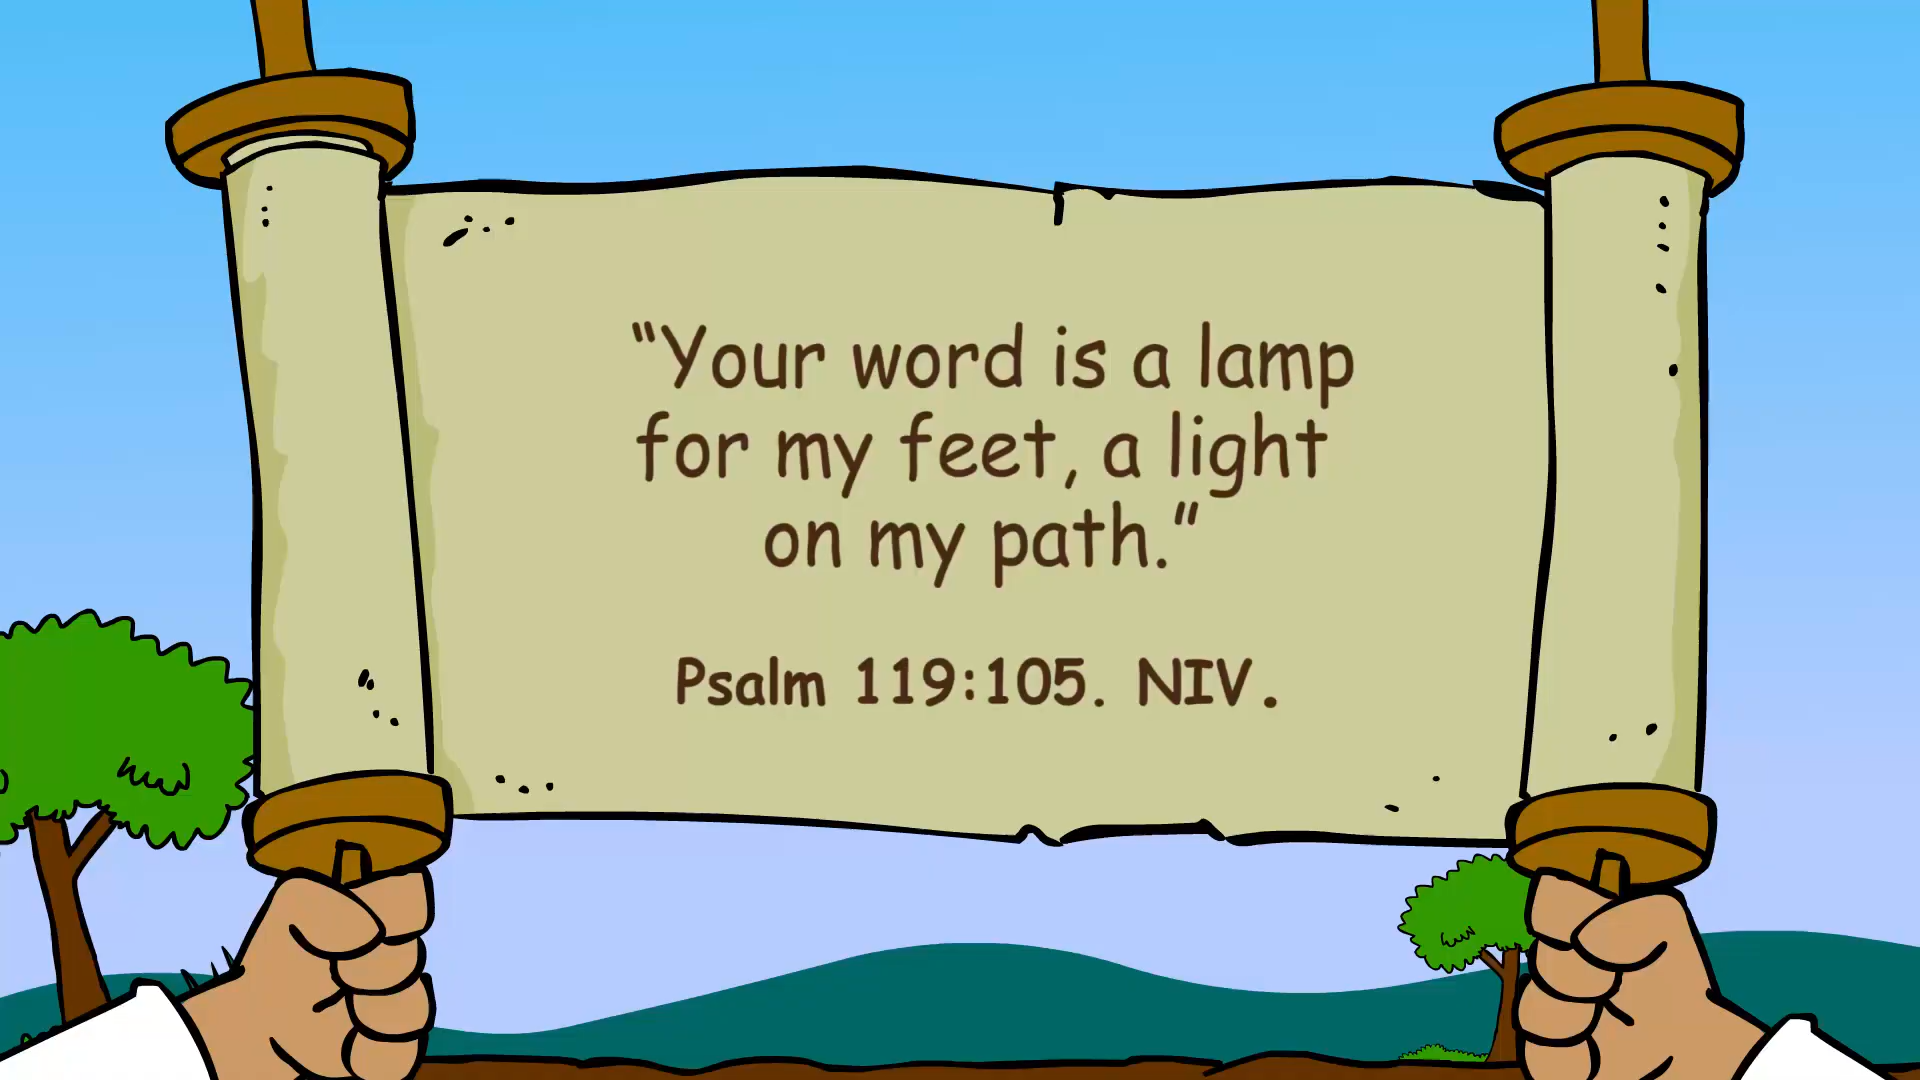 “Your word is a lamp
for my feet, a light
on my path.”
Psalm 119:105. NIV.